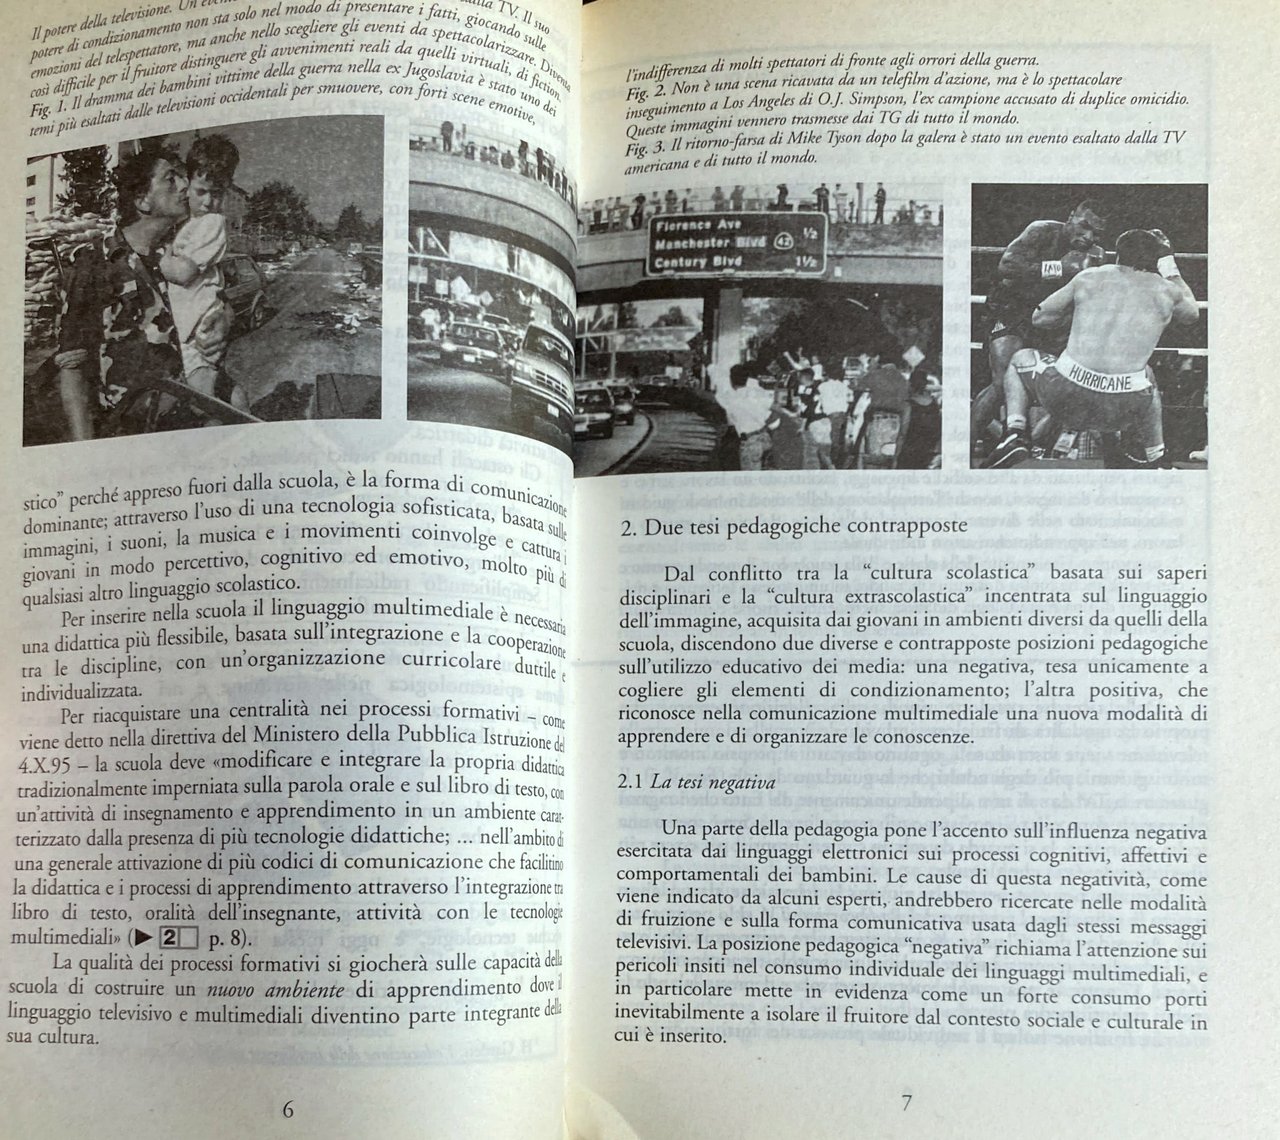 Il potere della televisione. Un
TV. Il suo
potere di condizionamento non sta solo nel modo di presentare i fatti, giocando sulle
emozioni del telespettatore, ma anche nello scegliere gli eventi da spettacolarizzare.
così difficile per il fruitore distinguere gli avvenimenti reali da quelli virtuali, di fiction.
Fig. 1. Il dramma dei bambini vittime della guerra nella ex Jugoslavia è stato uno dei
temi più esaltati dalle televisioni occidentali per smuovere, con forti scene emotive,
stico” perché appreso fuori dalla scuola, è la forma di comunicazione
dominante; attraverso l’uso di una tecnologia sofisticata, basata sulle
immagini, i suoni, la musica e i movimenti coinvolge e cattura i
giovani in modo percettivo, cognitivo ed emotivo, molto più di
qualsiasi altro linguaggio scolastico.
Per inserire nella scuola il linguaggio multimediale è necessaria
una didattica più flessibile, basata sull’integrazione e la cooperazione
tra le discipline, con un’organizzazione curricolare duttile e
individualizzata.
Per riacquistare una centralità nei processi formativi – come
viene detto nella direttiva del Ministero della Pubblica Istruzione del
4.X.95 – la scuola deve «modificare e integrare la propria didattica
tradizionalmente imperniata sulla parola orale e sul libro di testo, con
un’attività di insegnamento e apprendimento in un ambiente carat-
terizzato dalla presenza di più tecnologie didattiche; ... nell’ambito di
una generale attivazione di più codici di comunicazione che facilitino
la didattica e i processi di apprendimento attraverso l’integrazione tra
libro di testo, oralità dell’insegnante, attività con le tecnologie
multimediali» (▶ 2 p. 8).
La qualità dei processi formativi si giocherà sulle capacità della
scuola di costruire un nuovo ambiente di apprendimento dove il
linguaggio televisivo e multimediali diventino parte integrante della
sua cultura.
6
l’indifferenza di molti spettatori di fronte agli orrori della guerra.
Fig. 2. Non è una scena ricavata da un telefilm d’azione, ma è lo spettacolare
inseguimento a Los Angeles di O.J. Simpson, l’ex campione accusato di duplice omicidio.
Queste immagini vennero trasmesse dai TG di tutto il mondo.
Fig. 3. Il ritorno-farsa di Mike Tyson dopo la galera è stato un evento esaltato dalla TV
americana e di tutto il mondo.
Florence Ave ½
Manchester Blvd 42
Century Blvd 1½
HURRICANE
2. Due tesi pedagogiche contrapposte
Dal conflitto tra la “cultura scolastica” basata sui saperi
disciplinari e la “cultura extrascolastica” incentrata sul linguaggio
dell’immagine, acquisita dai giovani in ambienti diversi da quelli della
scuola, discendono due diverse e contrapposte posizioni pedagogiche
sull’utilizzo educativo dei media: una negativa, tesa unicamente a
cogliere gli elementi di condizionamento; l’altra positiva, che
riconosce nella comunicazione multimediale una nuova modalità di
apprendere e di organizzare le conoscenze.
2.1 La tesi negativa
Una parte della pedagogia pone l’accento sull’influenza negativa
esercitata dai linguaggi elettronici sui processi cognitivi, affettivi e
comportamentali dei bambini. Le cause di questa negatività, come
viene indicato da alcuni esperti, andrebbero ricercate nelle modalità
di fruizione e sulla forma comunicativa usata dagli stessi messaggi
televisivi. La posizione pedagogica “negativa” richiama l’attenzione sui
pericoli insiti nel consumo individuale dei linguaggi multimediali, e
in particolare mette in evidenza come un forte consumo porti
inevitabilmente a isolare il fruitore dal contesto sociale e culturale in
cui è inserito.
7